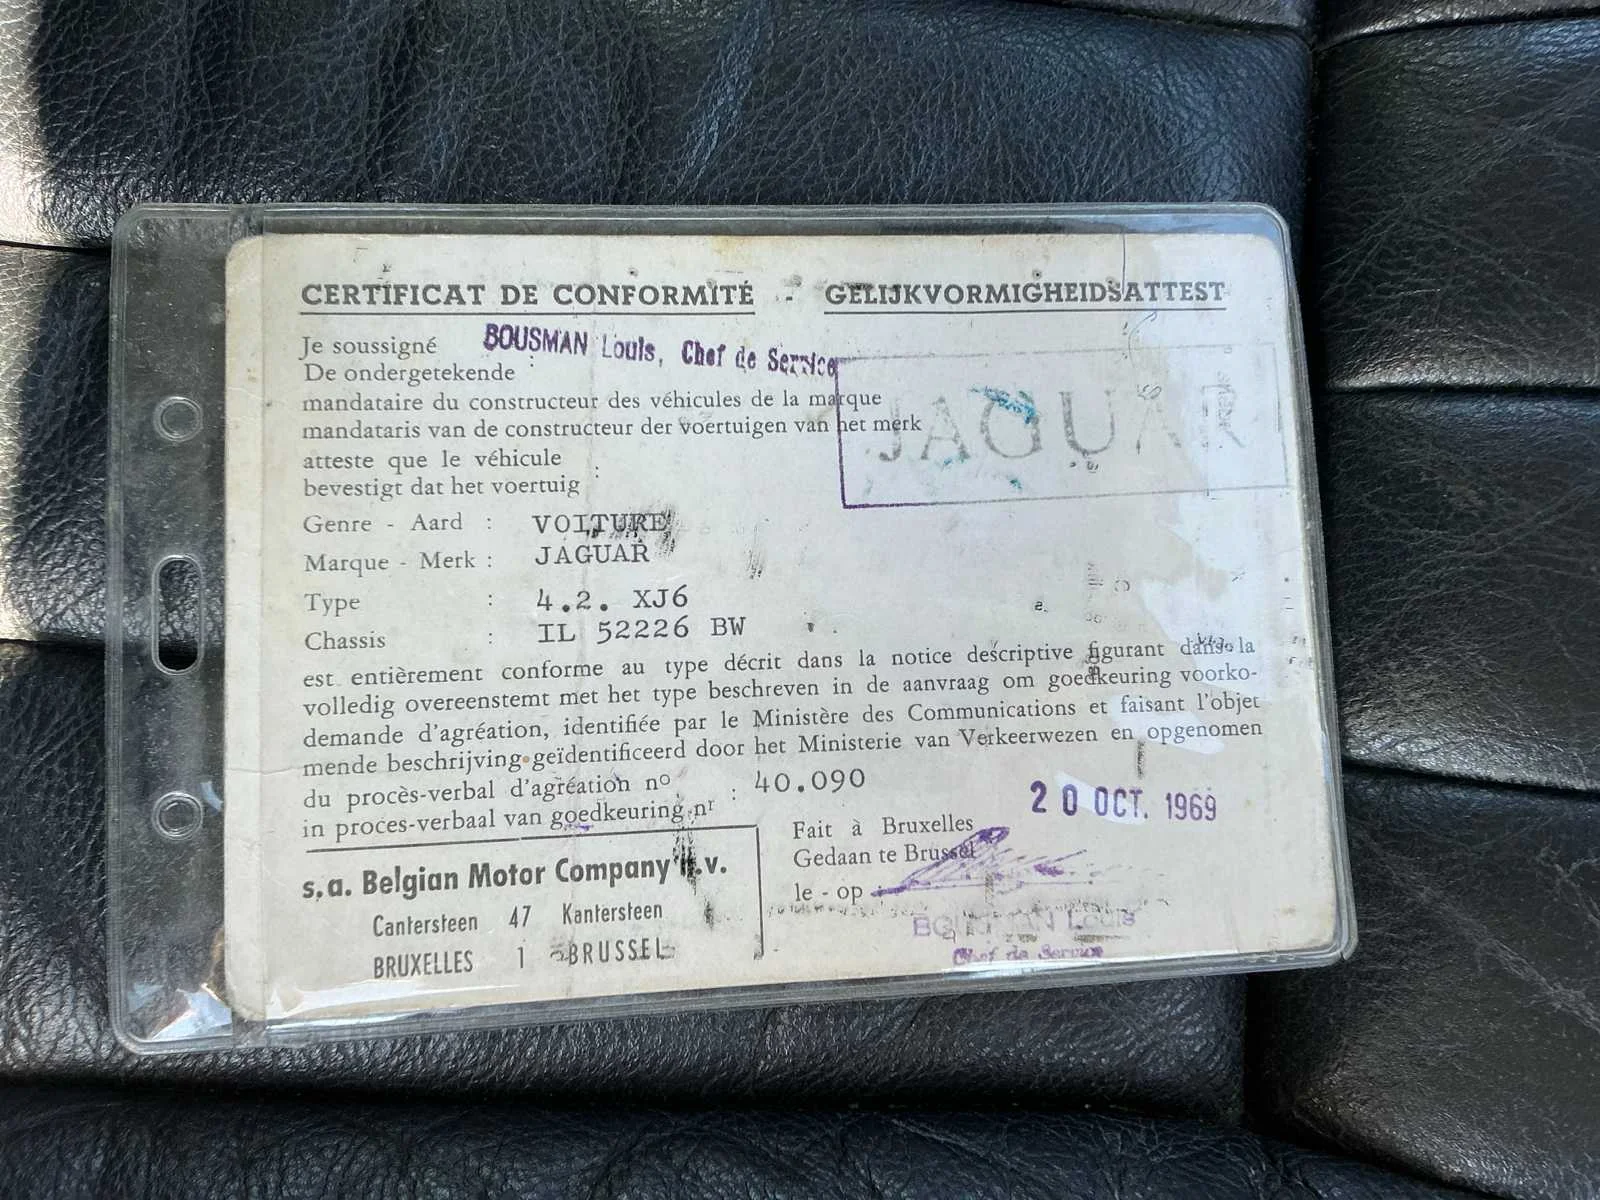 CERTIFICAT DE CONFORMITÉ - GELIJKVORMIGHEIDSATTEST
Je soussigné BOUSMAN Louis, Chef de Service
De ondergetekende :
mandataire du constructeur des véhicules de la marque
mandataris van de constructeur der voertuigen van het merk
JAGUAR
atteste que le véhicule
bevestigt dat het voertuig :
Genre - Aard : VOITURE
Marque - Merk : JAGUAR
Type : 4.2. XJ6
Chassis : IL 52226 BW
est entièrement conforme au type décrit dans la notice descriptive figurant dans la
volledig overeenstemt met het type beschreven in de aanvraag om goedkeuring voorko-
demande d'agréation, identifiée par le Ministère des Communications et faisant l'objet
mende beschrijving geïdentificeerd door het Ministerie van Verkeerwezen en opgenomen
du procès-verbal d'agréation nº : 40.090
in proces-verbaal van goedkeuring nr
20 OCT. 1969
Fait à Bruxelles
Gedaan te Brussel
le - op
BOUSMAN Louis
Chef de Service
s.a. Belgian Motor Company n.v.
Cantersteen 47 Kantersteen
BRUXELLES 1 BRUSSEL